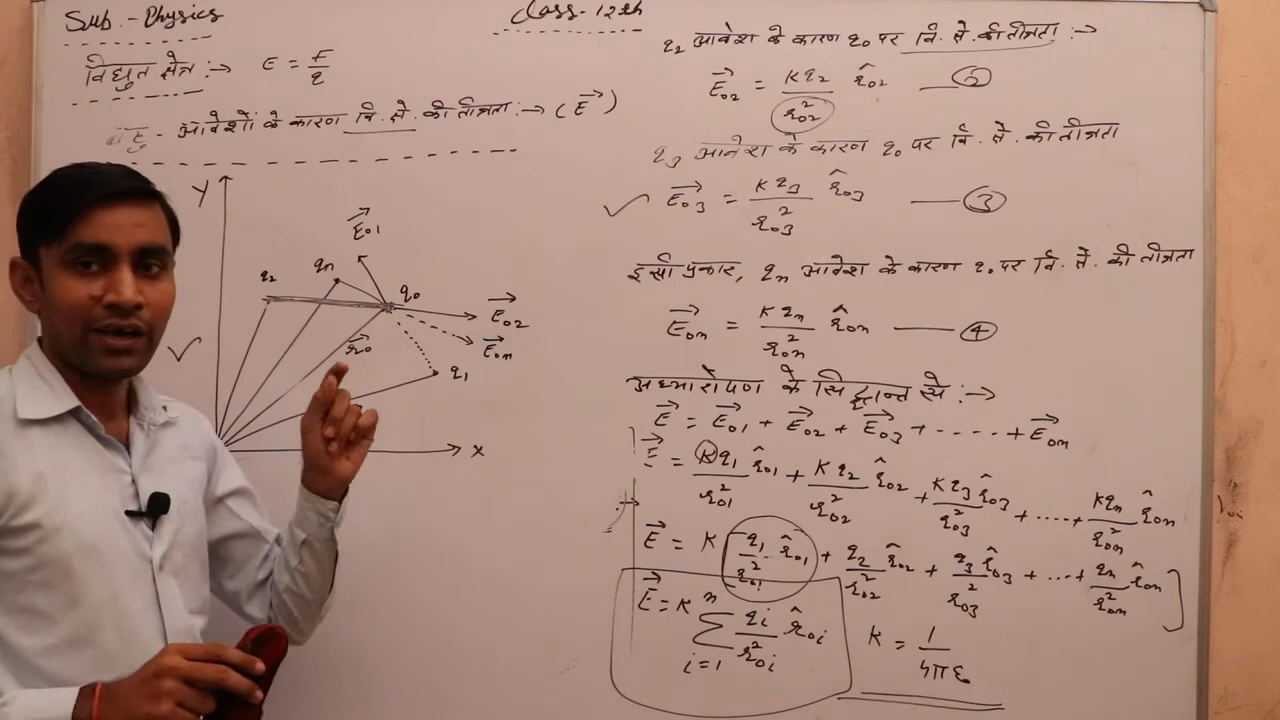 Sub. - Physics
Class - 12th
विद्युत क्षेत्र :→ E = F/q
बहु - आवेशों के कारण वि. क्षे. की तीव्रता :→ (E⃗)
Y
E⃗₀₁
q₂
qn
q₀
E⃗₀₂
E⃗₀n
r⃗₀
q₁
X
q₂ आवेश के कारण q₀ पर वि. क्षे. की तीव्रता :→
E⃗₀₂ = Kq₂/r₀₂² r̂₀₂ — ②
q₃ आवेश के कारण q₀ पर वि. क्षे. की तीव्रता
E⃗₀₃ = Kq₃/r₀₃² r̂₀₃ — ③
इसी प्रकार, qn आवेश के कारण q₀ पर वि. क्षे. की तीव्रता
E⃗₀n = Kqn/r₀n² r̂₀n — ④
अध्यारोपण के सिद्धान्त से :→
E⃗ = E⃗₀₁ + E⃗₀₂ + E⃗₀₃ + ---- + E⃗₀n
E⃗ = Kq₁/r₀₁² r̂₀₁ + Kq₂/r₀₂² r̂₀₂ + Kq₃/r₀₃² r̂₀₃ + ···· + Kqn/r₀n² r̂₀n
E⃗ = K [q₁/r₀₁² · r̂₀₁ + q₂/r₀₂² r̂₀₂ + q₃/r₀₃² r̂₀₃ + ··· + qn/r₀n² r̂₀n]
E⃗ = K n∑i=1 qi/r₀i² r̂₀i
K = 1/4πε